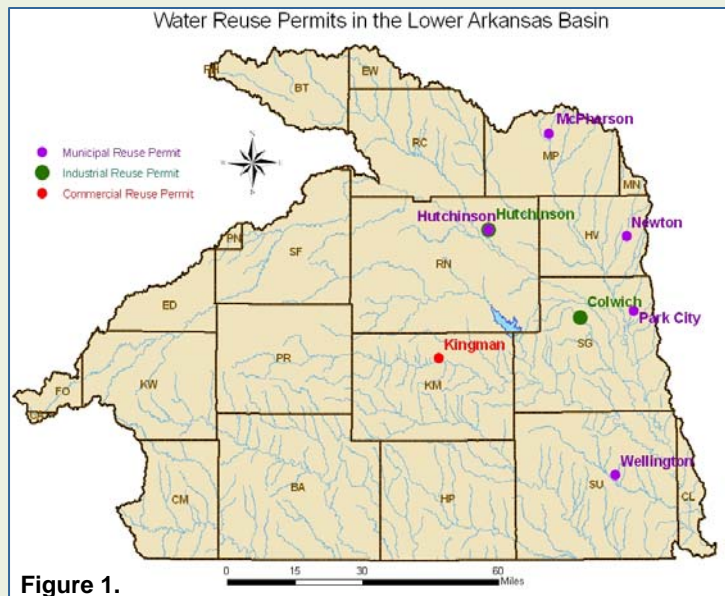 Water Reuse Permits in the Lower Arkansas Basin
EW
BT
RC
McPherson
MP
MN
Municipal Reuse Permit
Industrial Reuse Permit
Commercial Reuse Permit
N
S
Hutchinson Hutchinson
Newton
HV
PN
SF
RN
ED
Colwich
Park City
SG
Kingman
PR
KM
FO
KW
Wellington
SU
CM
BA
HP
CL
0 15 30 60
Miles
Figure 1.